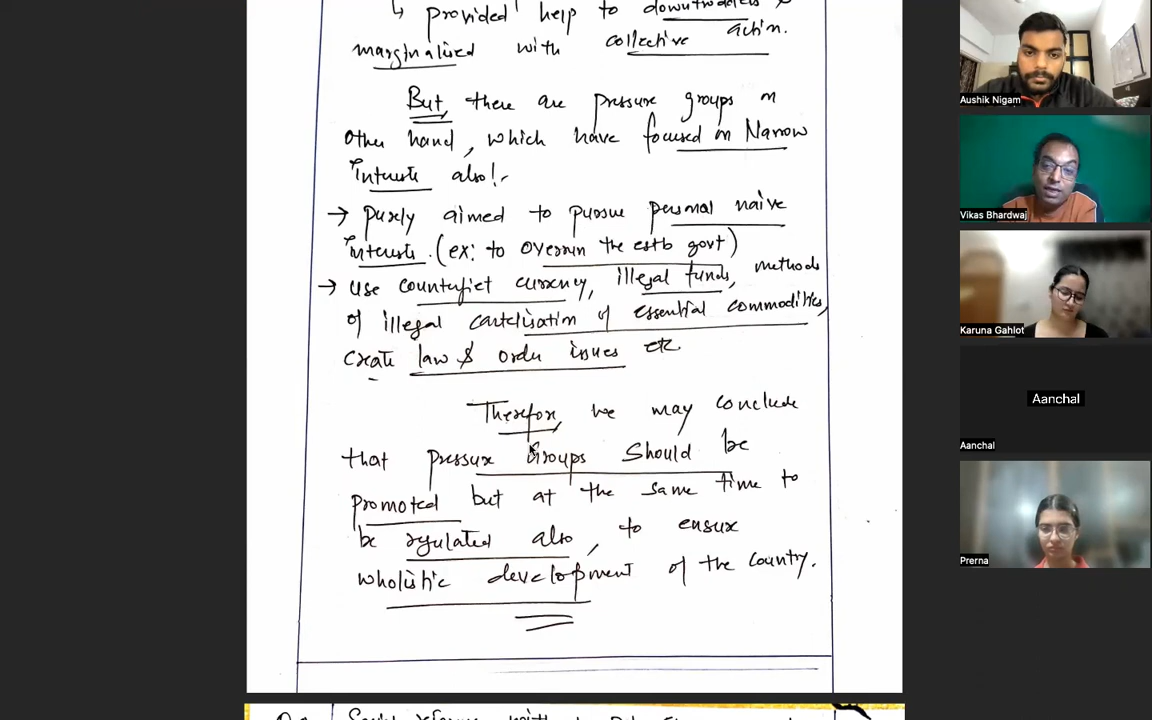 ↳ provided help to downtrodden &
marginalised with collective action.
But, there are pressure groups on
other hand, which have focused on Narrow
Interests also!-
→ Purely aimed to pursue personal naive
Interests. (ex: to overrun the estb govt)
→ use counterfiet currency, illegal funds, methods
of illegal cartelisation of essential commodities,
create law & order issues etc
Therefore, we may conclude
that pressure Groups should be
promoted but at the same time to
be regulated also, to ensure
wholistic development of the country.
Aushik Nigam
Vikas Bhardwaj
Karuna Gahlot
Aanchal
Aanchal
Prerna